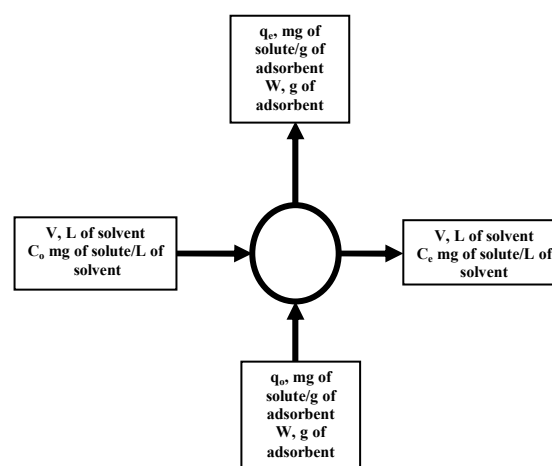 qₑ, mg of
solute/g of
adsorbent
W, g of
adsorbent
V, L of solvent
Cₒ mg of solute/L of
solvent
V, L of solvent
Cₑ mg of solute/L of
solvent
qₒ, mg of
solute/g of
adsorbent
W, g of
adsorbent